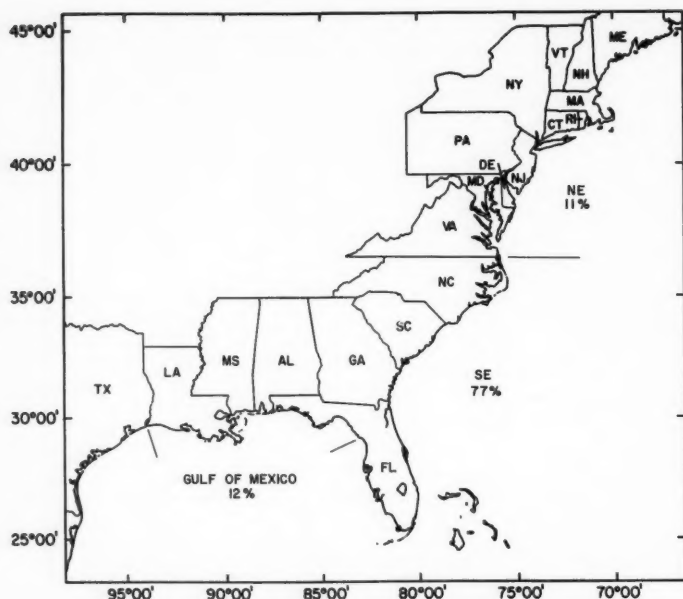 45°00'
40°00'
35°00'
30°00'
25°00'
ME
VT
NH
NY
MA
CT
RI
PA
DE
NJ
MD
NE
11%
VA
NC
SC
SE
77%
MS
AL
GA
LA
TX
FL
GULF OF MEXICO
12%
95°00'
90°00'
85°00'
80°00'
75°00'
70°00'